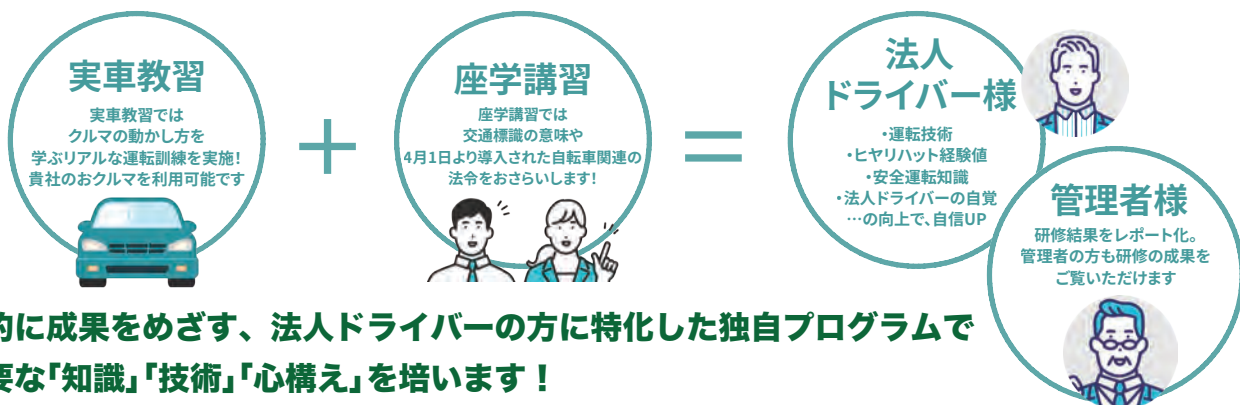 実車教習
実車教習では
クルマの動かし方を
学ぶリアルな運転訓練を実施!
貴社のおクルマを利用可能です
+
座学講習
座学講習では
交通標識の意味や
4月1日より導入された自転車関連の
法令をおさらいします!
=
法人
ドライバー様
・運転技術
・ヒヤリハット経験値
・安全運転知識
・法人ドライバーの自覚
…の向上で、自信UP
管理者様
研修結果をレポート化。
管理者の方も研修の成果を
ご覧いただけます
的に成果をめざす、法人ドライバーの方に特化した独自プログラムで
要な「知識」「技術」「心構え」を培います！